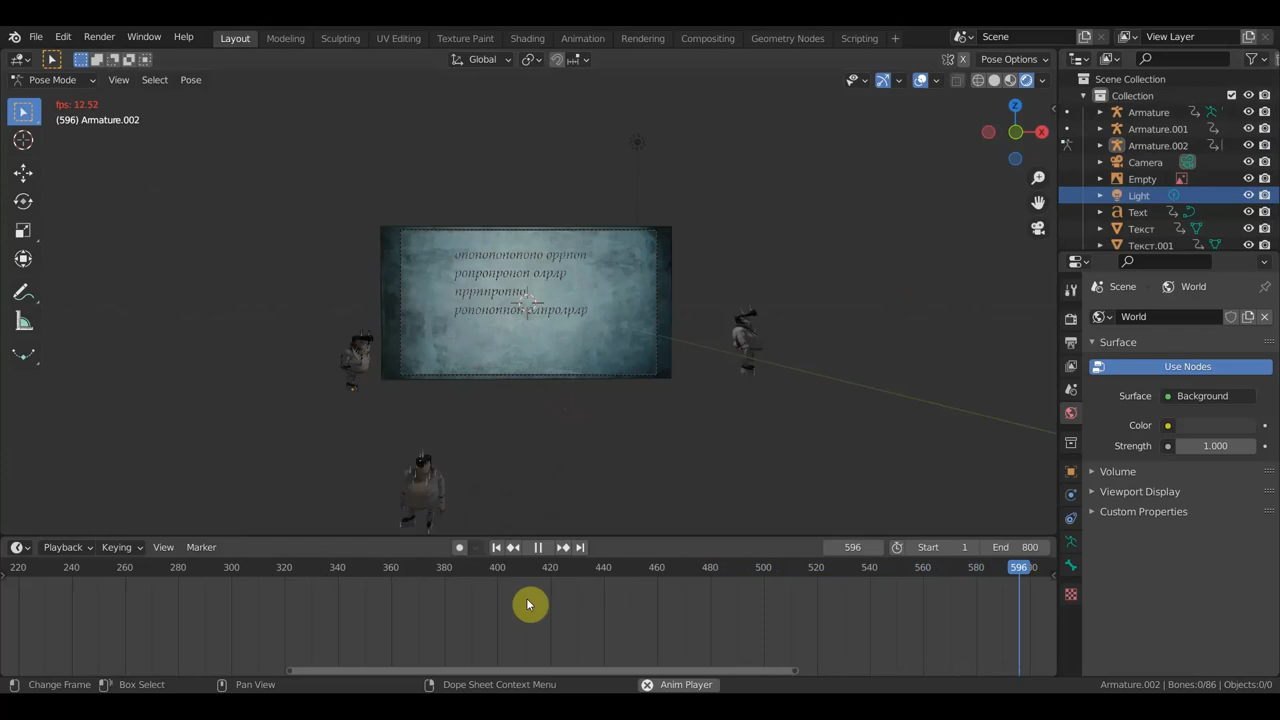 File Edit Render Window Help Layout Modeling Sculpting UV Editing Texture Paint Shading Animation Rendering Compositing Geometry Nodes Scripting + Scene View Layer
Global Pose Options
Pose Mode View Select Pose
fps: 12.52
(596) Armature.002
Z
X
Scene Collection
Collection
Armature
Armature.001
Armature.002
Camera
Empty
Light
Text
Текст
Текст.001
Scene World
World
Surface
Use Nodes
Surface Background
Color
Strength 1.000
Volume
Viewport Display
Custom Properties
Playback Keying View Marker 596 Start 1 End 800
220 240 260 280 300 320 340 360 380 400 420 440 460 480 500 520 540 560 580 596
Change Frame Box Select Pan View Dope Sheet Context Menu Anim Player Armature.002 | Bones:0/86 | Objects:0/0